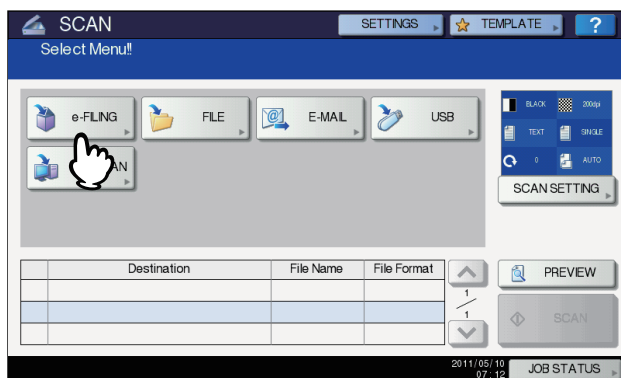 SCAN
SETTINGS
TEMPLATE
?
Select Menu!!
e-FILING
FILE
E-MAIL
USB
AN
BLACK
200dpi
TEXT
SINGLE
0
AUTO
SCAN SETTING
Destination
File Name
File Format
1
1
PREVIEW
SCAN
2011/05/10
07:12
JOB STATUS